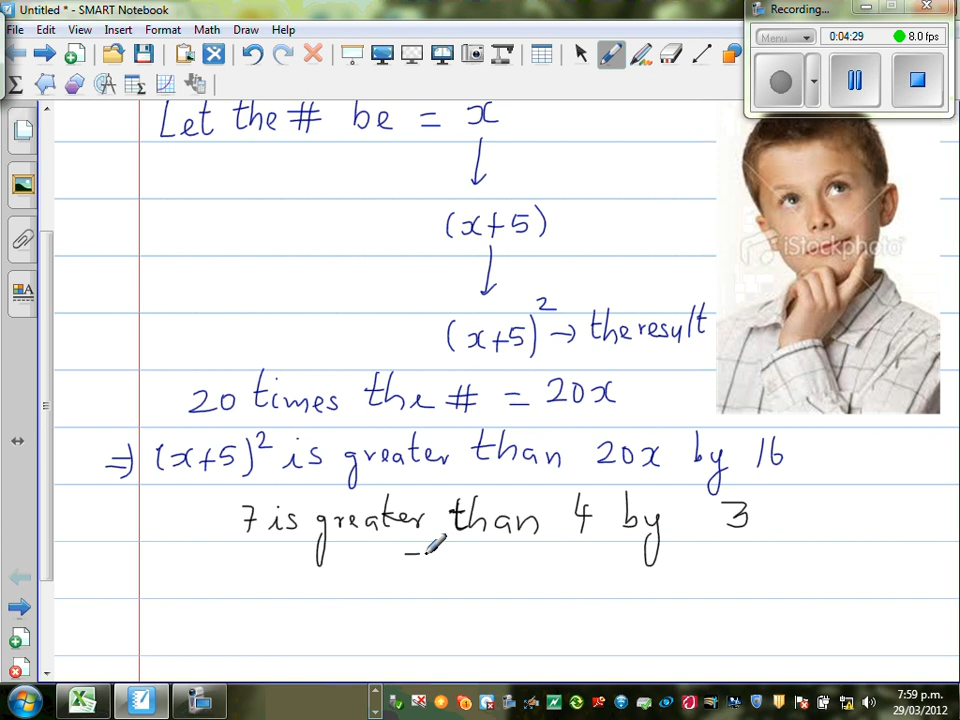 Untitled * - SMART Notebook
Recording...
File Edit View Insert Format Math Draw Help
Menu 0:04:29 8.0 fps
Let the # be = x
(x+5)
iStockphoto
(x+5)² → the result
20 times the # = 20x
⇒ (x+5)² is greater than 20x by 16
7 is greater than 4 by 3
7:59 p.m.
29/03/2012